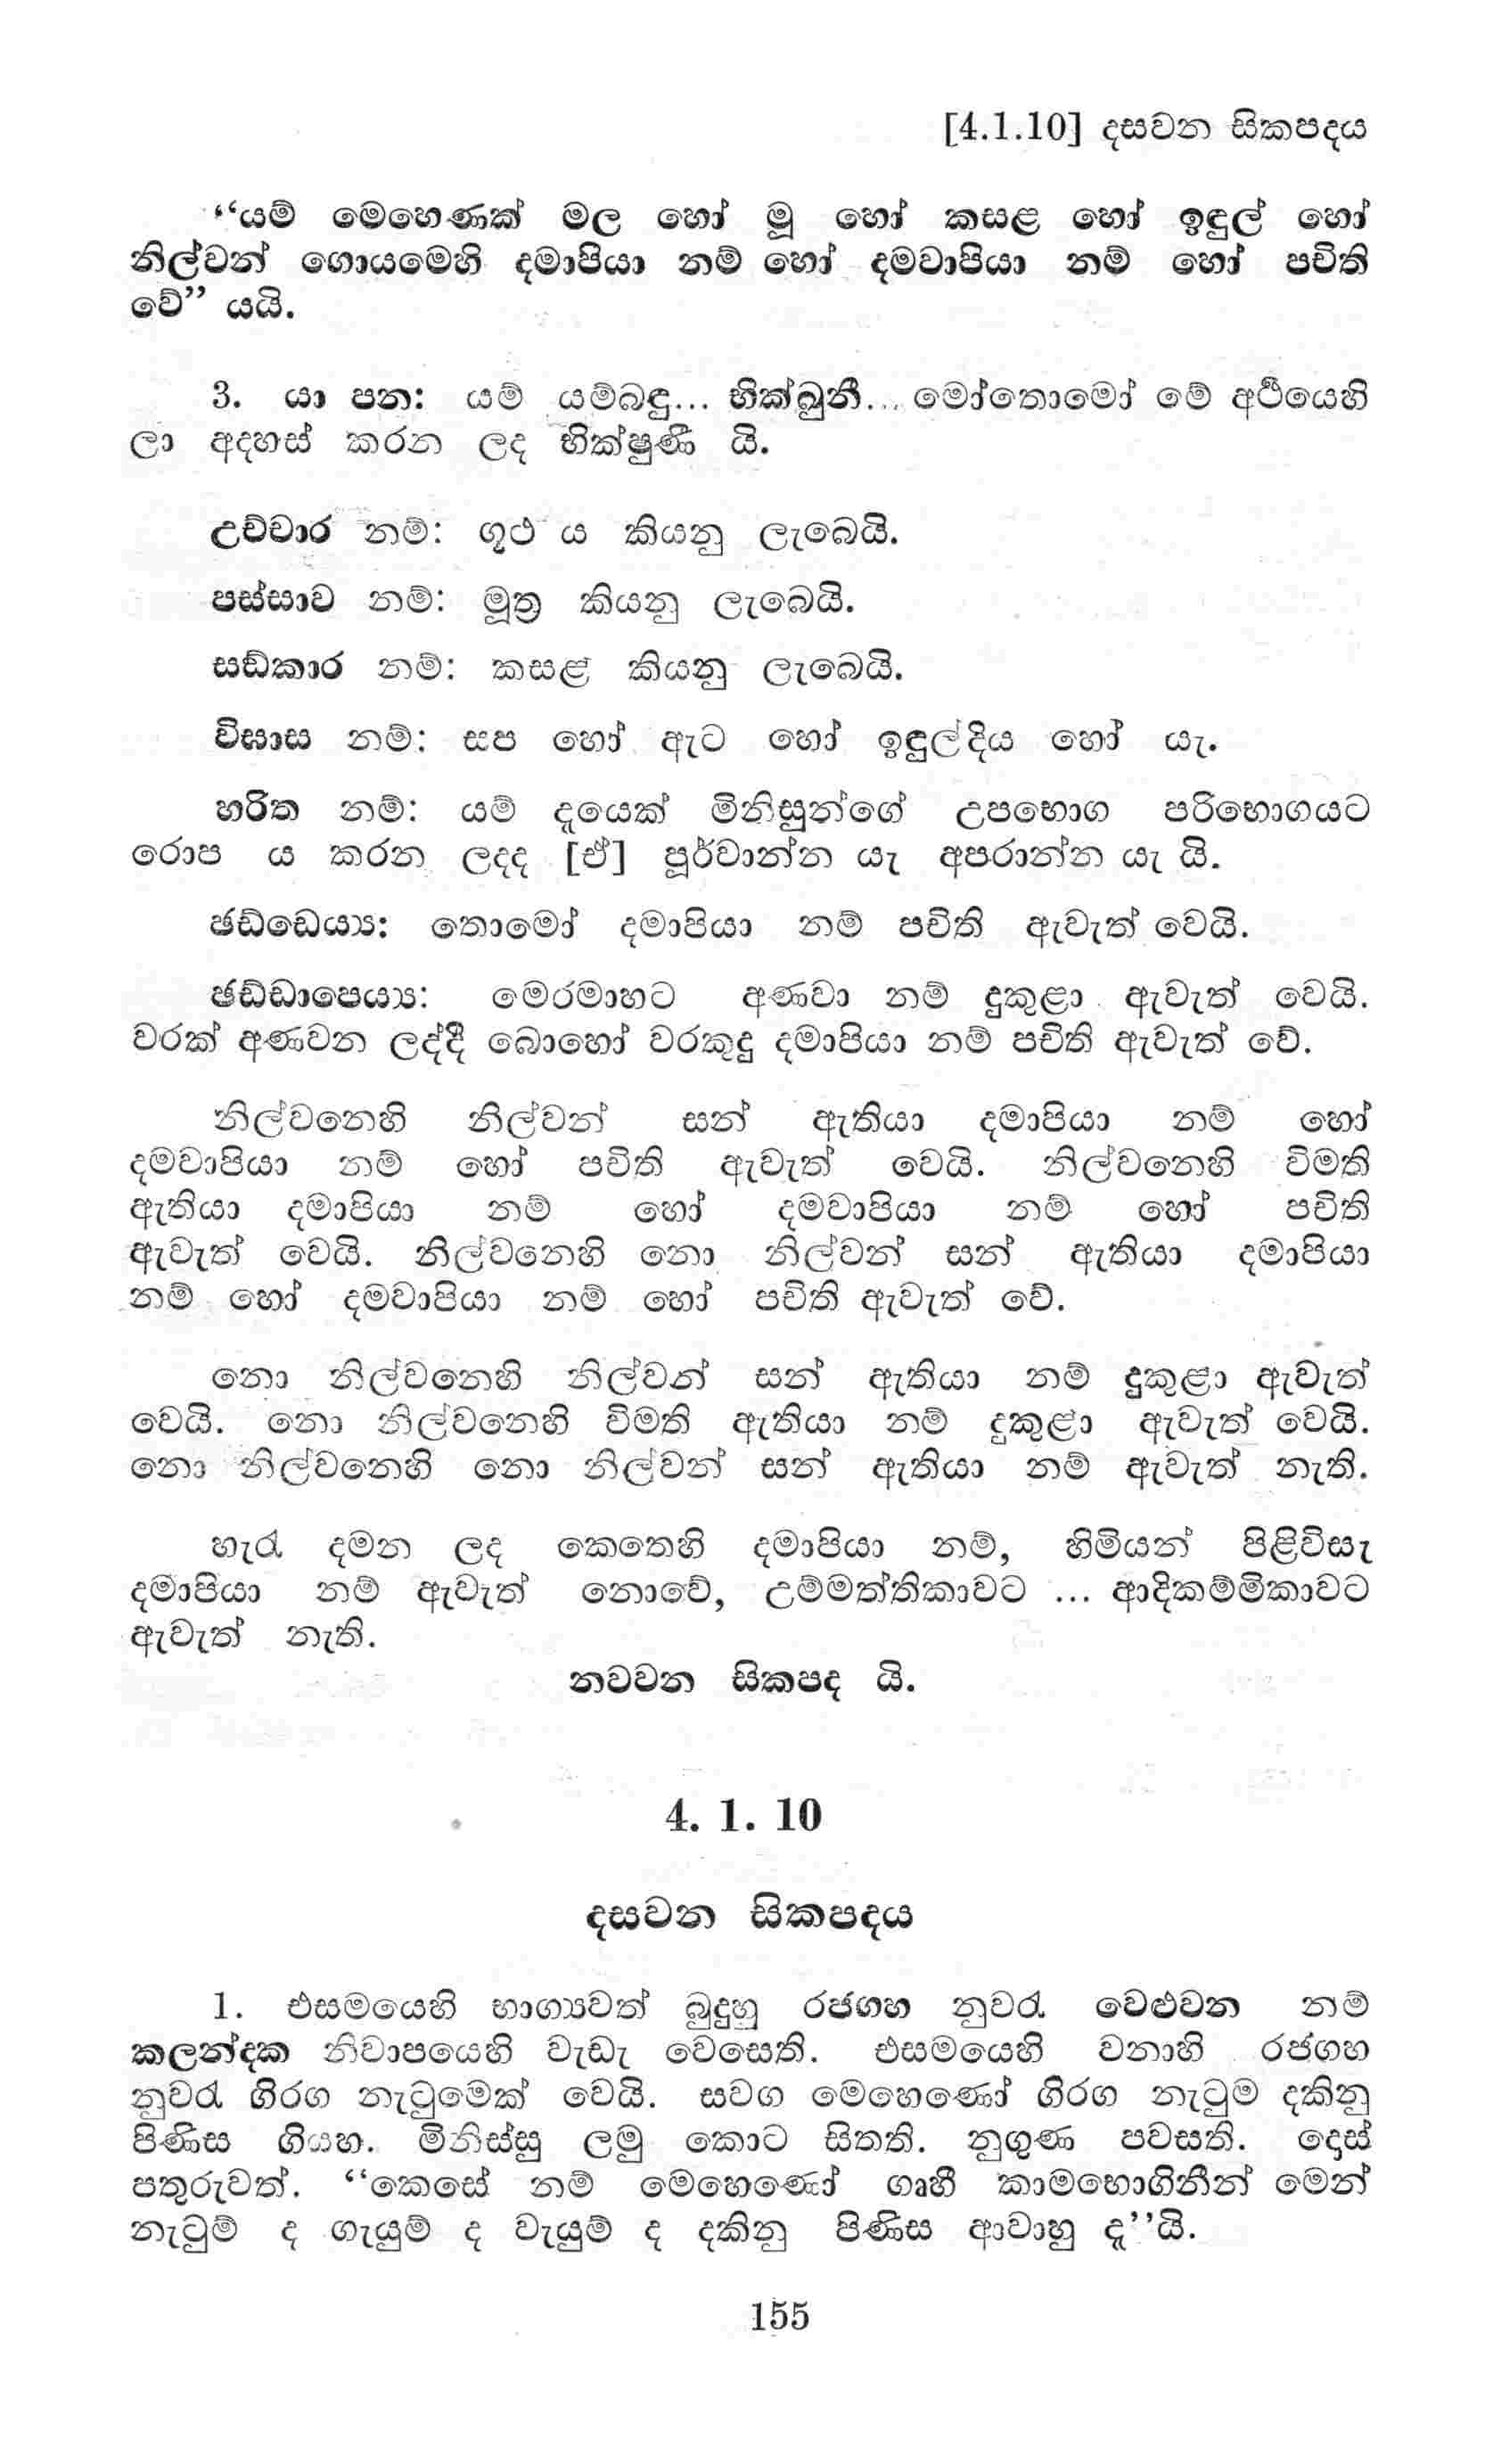 [4.1.10] දසවන සිකපදය
“යම් මෙහෙණක් මල හෝ මූ හෝ කසළ හෝ ඉඳුල් හෝ
නිල්වන් ගොයමෙහි දමාපියා නම් හෝ දමවාපියා නම් හෝ පචිති
වේ” යයි.
3. යා පන: යම් යම්බඳු... භික්ඛුනී... මෝතොමෝ මේ අර්‍ථයෙහි
ලා අදහස් කරන ලද භික්ෂුණී යි.
උච්චාර නම්: ගූථ ය කියනු ලැබෙයි.
පස්සාව නම්: මූත්‍ර කියනු ලැබෙයි.
සඞ්කාර නම්: කසළ කියනු ලැබෙයි.
විඝාස නම්: සප හෝ ඇට හෝ ඉඳුල්දිය හෝ යැ.
හරිත නම්: යම් දැයෙක් මිනිසුන්ගේ උපභොග පරිභොගයට
රොප ය කරන ලදද [ඒ] පූර්වාන්න යැ අපරාන්න යැ යි.
ඡඩ්ඩෙය්‍ය: තොමෝ දමාපියා නම් පචිති ඇවැත් වෙයි.
ඡඩ්ඩාපෙය්‍ය: මෙරමාහට අණවා නම් දුකුළා ඇවැත් වෙයි.
වරක් අණවන ලද්දී බොහෝ වරකුදු දමාපියා නම් පචිති ඇවැත් වේ.
නිල්වනෙහි නිල්වන් සන් ඇතියා දමාපියා නම් හෝ
දමවාපියා නම් හෝ පචිති ඇවැත් වෙයි. නිල්වනෙහි විමති
ඇතියා දමාපියා නම් හෝ දමවාපියා නම් හෝ පචිති
ඇවැත් වෙයි. නිල්වනෙහි නො නිල්වන් සන් ඇතියා දමාපියා
නම් හෝ දමවාපියා නම් හෝ පචිති ඇවැත් වේ.
නො නිල්වනෙහි නිල්වන් සන් ඇතියා නම් දුකුළා ඇවැත්
වෙයි. නො නිල්වනෙහි විමති ඇතියා නම් දුකුළා ඇවැත් වෙයි.
නො නිල්වනෙහි නො නිල්වන් සන් ඇතියා නම් ඇවැත් නැති.
හැරැ දමන ලද කෙතෙහි දමාපියා නම්, හිමියන් පිළිවිසැ
දමාපියා නම් ඇවැත් නොවේ, උම්මත්තිකාවට ... ආදිකම්මිකාවට
ඇවැත් නැති.
නවවන සිකපද යි.
4. 1. 10
දසවන සිකපදය
1. එසමයෙහි භාග්‍යවත් බුදුහු රජගහ නුවරැ වෙළුවන නම්
කලන්දක නිවාපයෙහි වැඩැ වෙසෙති. එසමයෙහි වනාහි රජගහ
නුවරැ ගිරග නැටුමෙක් වෙයි. සවග මෙහෙණෝ ගිරග නැටුම දකිනු
පිණිස ගියහ. මිනිස්සු ලමු කොට සිතති. නුගුණ පවසති. දෙස්
පතුරුවත්. “කෙසේ නම් මෙහෙණෝ ගෘහී කාමභොගිනීන් මෙන්
නැටුම් ද ගැයුම් ද වැයුම් ද දකිනු පිණිස ආවාහු දැ”යි.
155